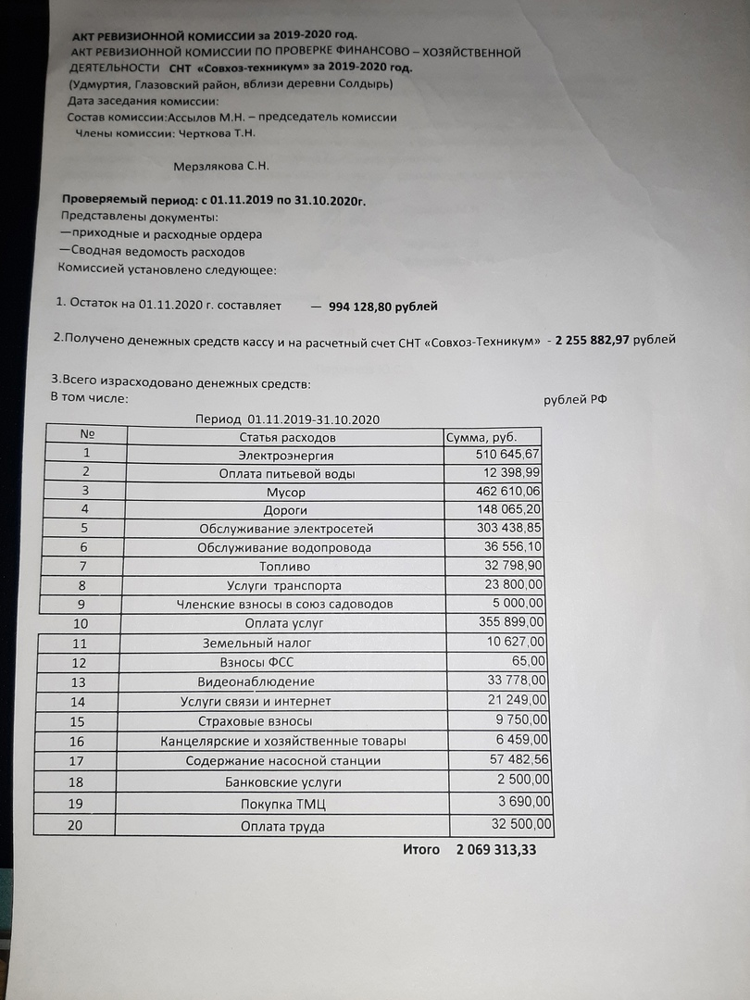 АКТ РЕВИЗИОННОЙ КОМИССИИ за 2019-2020 год.
АКТ РЕВИЗИОННОЙ КОМИССИИ ПО ПРОВЕРКЕ ФИНАНСОВО – ХОЗЯЙСТВЕННОЙ
ДЕЯТЕЛЬНОСТИ СНТ «Совхоз-техникум» за 2019-2020 год.
(Удмуртия, Глазовский район, вблизи деревни Солдырь)
Дата заседания комиссии:
Состав комиссии:Ассылов М.Н. – председатель комиссии
Члены комиссии: Черткова Т.Н.
Мерзлякова С.Н.
Проверяемый период: с 01.11.2019 по 31.10.2020г.
Представлены документы:
—приходные и расходные ордера
—Сводная ведомость расходов
Комиссией установлено следующее:
1. Остаток на 01.11.2020 г. составляет — 994 128,80 рублей
2.Получено денежных средств кассу и на расчетный счет СНТ «Совхоз-Техникум» - 2 255 882,97 рублей
3.Всего израсходовано денежных средств:
В том числе: рублей РФ
Период 01.11.2019-31.10.2020
№ Статья расходов Сумма, руб.
1 Электроэнергия 510 645,67
2 Оплата питьевой воды 12 398,99
3 Мусор 462 610,06
4 Дороги 148 065,20
5 Обслуживание электросетей 303 438,85
6 Обслуживание водопровода 36 556,10
7 Топливо 32 798,90
8 Услуги транспорта 23 800,00
9 Членские взносы в союз садоводов 5 000,00
10 Оплата услуг 355 899,00
11 Земельный налог 10 627,00
12 Взносы ФСС 65,00
13 Видеонаблюдение 33 778,00
14 Услуги связи и интернет 21 249,00
15 Страховые взносы 9 750,00
16 Канцелярские и хозяйственные товары 6 459,00
17 Содержание насосной станции 57 482,56
18 Банковские услуги 2 500,00
19 Покупка ТМЦ 3 690,00
20 Оплата труда 32 500,00
Итого 2 069 313,33